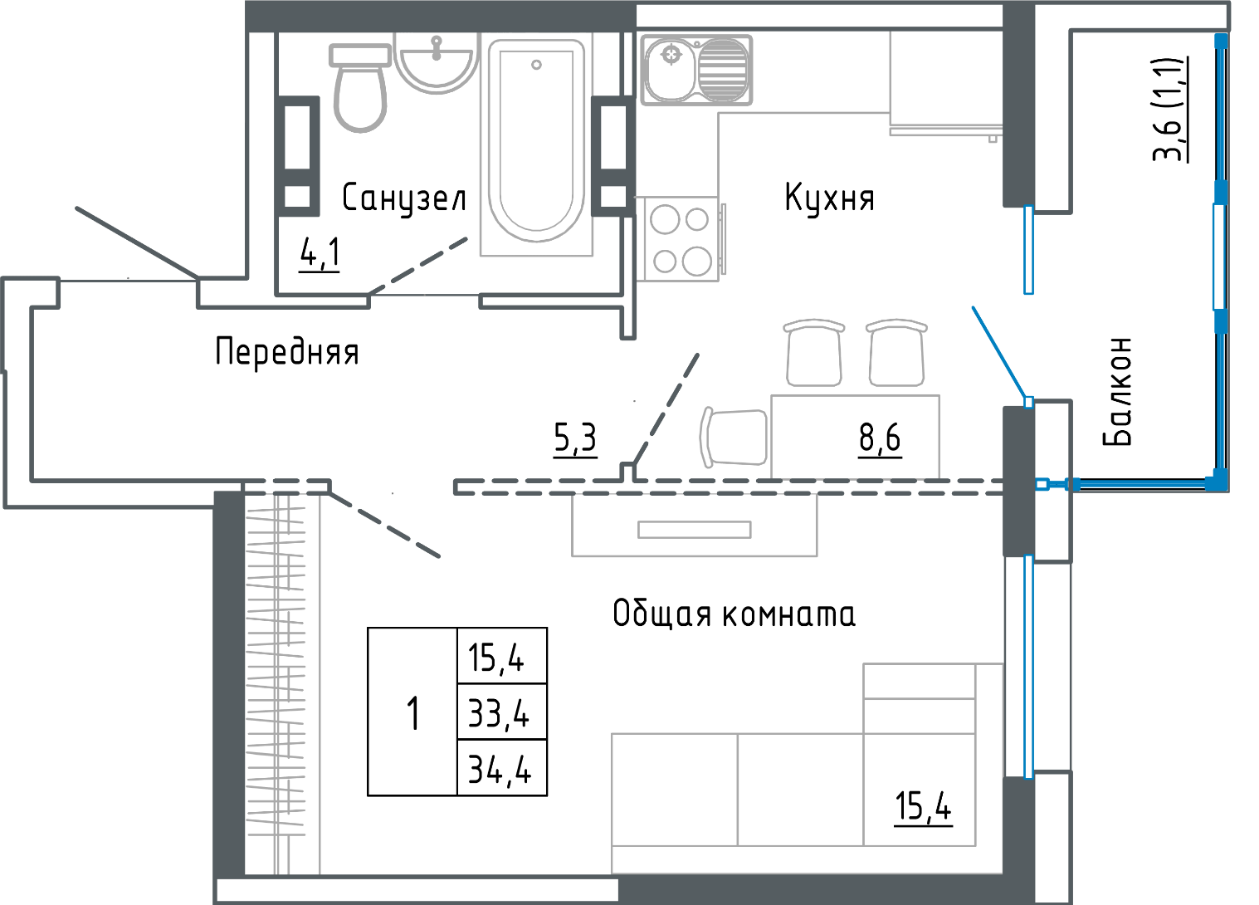 3,6 (1,1)
Санузел
Кухня
4,1
Передняя
Балкон
5,3
8,6
Общая комната
15,4
1
33,4
34,4
15,4